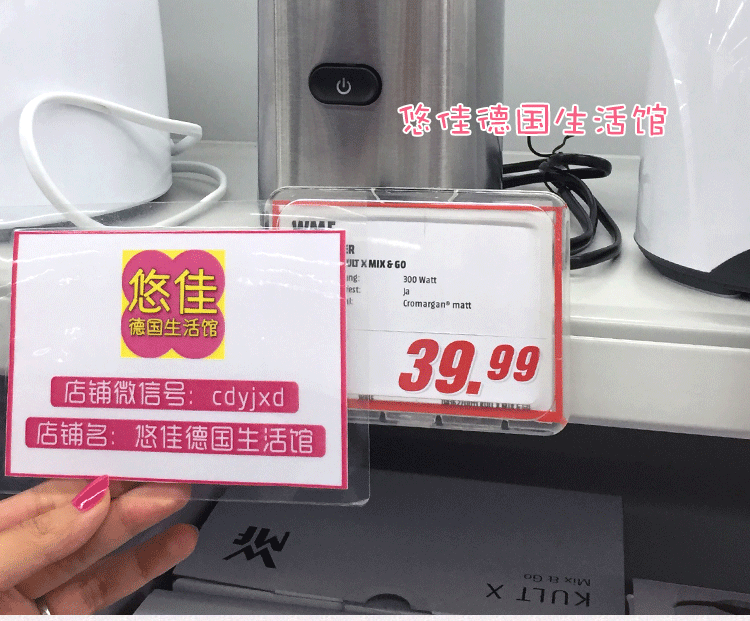 悠佳德国生活馆
WMF
KULT X MIX & GO
300 Watt
ja
Cromargan® matt
39.99
悠佳
德国生活馆
店铺微信号：cdyjxd
店铺名：悠佳德国生活馆
WMF
KULT X
Mix & Go